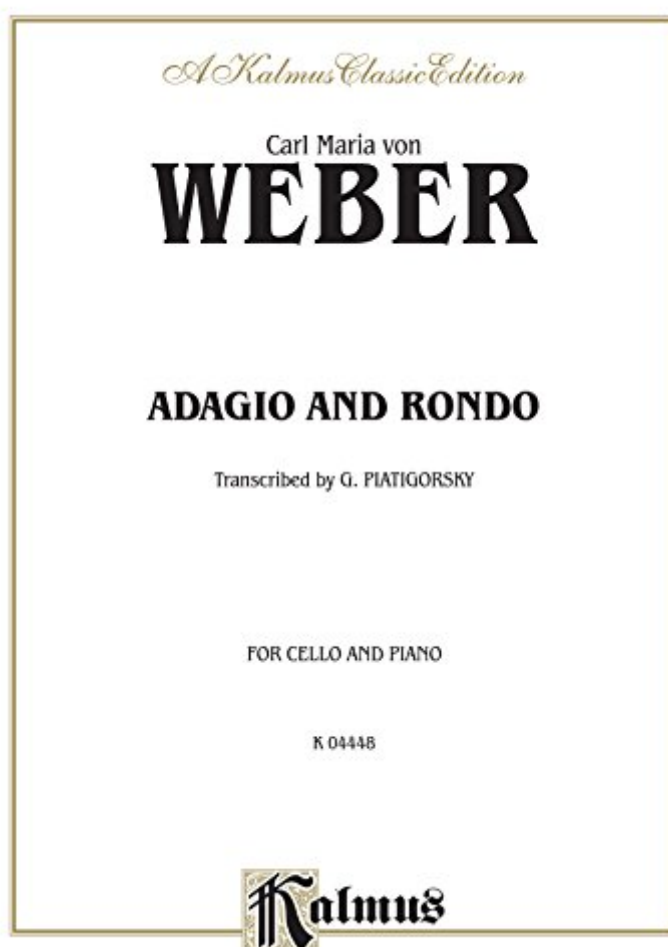 A Kalmus Classic Edition
Carl Maria von
WEBER
ADAGIO AND RONDO
Transcribed by G. PIATIGORSKY
FOR CELLO AND PIANO
K 04448
Kalmus